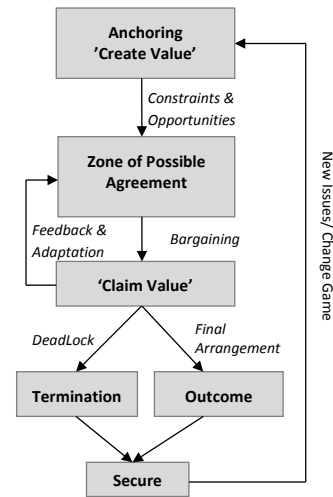 Anchoring
’Create Value’
Constraints &
Opportunities
Zone of Possible
Agreement
Feedback &
Adaptation
Bargaining
‘Claim Value’
DeadLock
Final
Arrangement
Termination
Outcome
Secure
New Issues/ Change Game